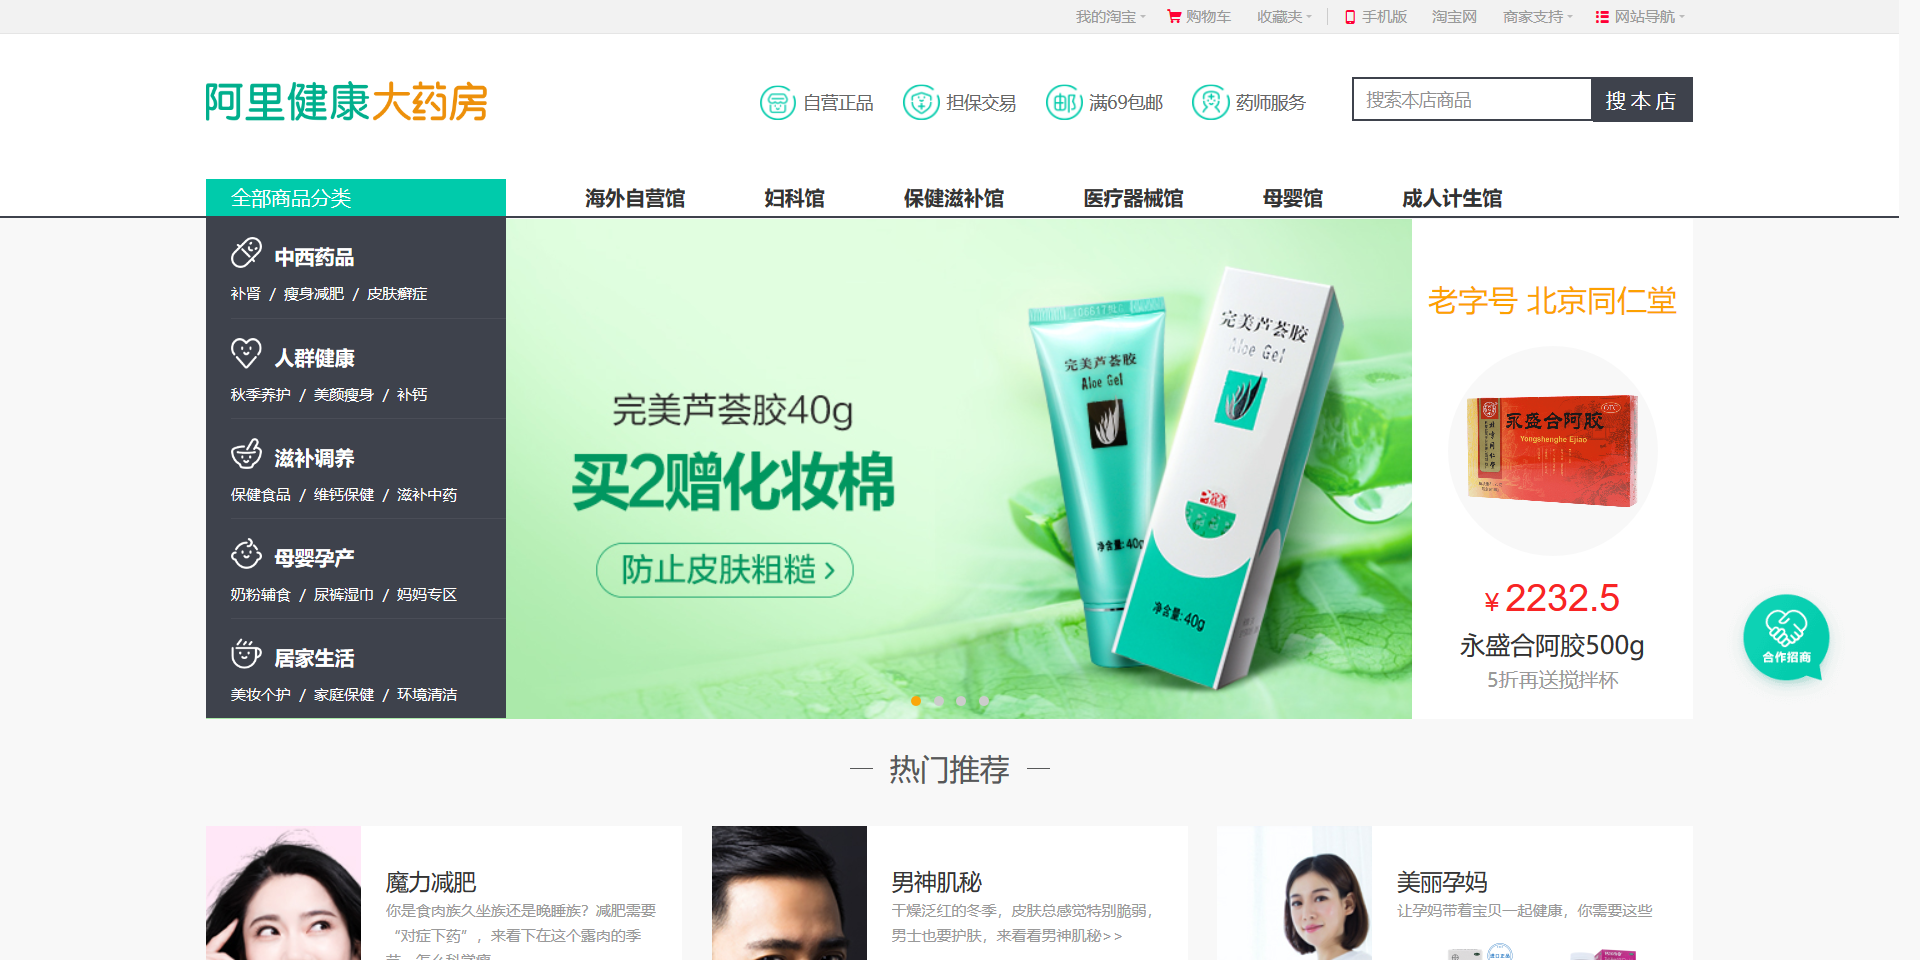 我的淘宝 购物车 收藏夹 手机版 淘宝网 商家支持 网站导航
阿里健康大药房
自营正品 担保交易 满69包邮 药师服务
搜索本店商品 搜本店
全部商品分类 海外自营馆 妇科馆 保健滋补馆 医疗器械馆 母婴馆 成人计生馆
中西药品
补肾 / 瘦身减肥 / 皮肤癣症
人群健康
秋季养护 / 美颜瘦身 / 补钙
滋补调养
保健食品 / 维钙保健 / 滋补中药
母婴孕产
奶粉辅食 / 尿裤湿巾 / 妈妈专区
居家生活
美妆个护 / 家庭保健 / 环境清洁
完美芦荟胶40g
买2赠化妆棉
防止皮肤粗糙 >
完美芦荟胶
Aloe Gel
净含量:40g
完美芦荟胶
Aloe Gel
完美
净含量:40g
老字号 北京同仁堂
北京同仁堂
永盛合阿胶
OTC
Yongshenghe Ejiao
¥2232.5
永盛合阿胶500g
5折再送搅拌杯
合作招商
热门推荐
魔力减肥
你是食肉族久坐族还是晚睡族？减肥需要
“对症下药”，来看下在这个露肉的季
节，怎么科学瘦
男神肌秘
干燥泛红的冬季，皮肤总感觉特别脆弱，
男士也要护肤，来看看男神肌秘>>
美丽孕妈
让孕妈带着宝贝一起健康，你需要这些